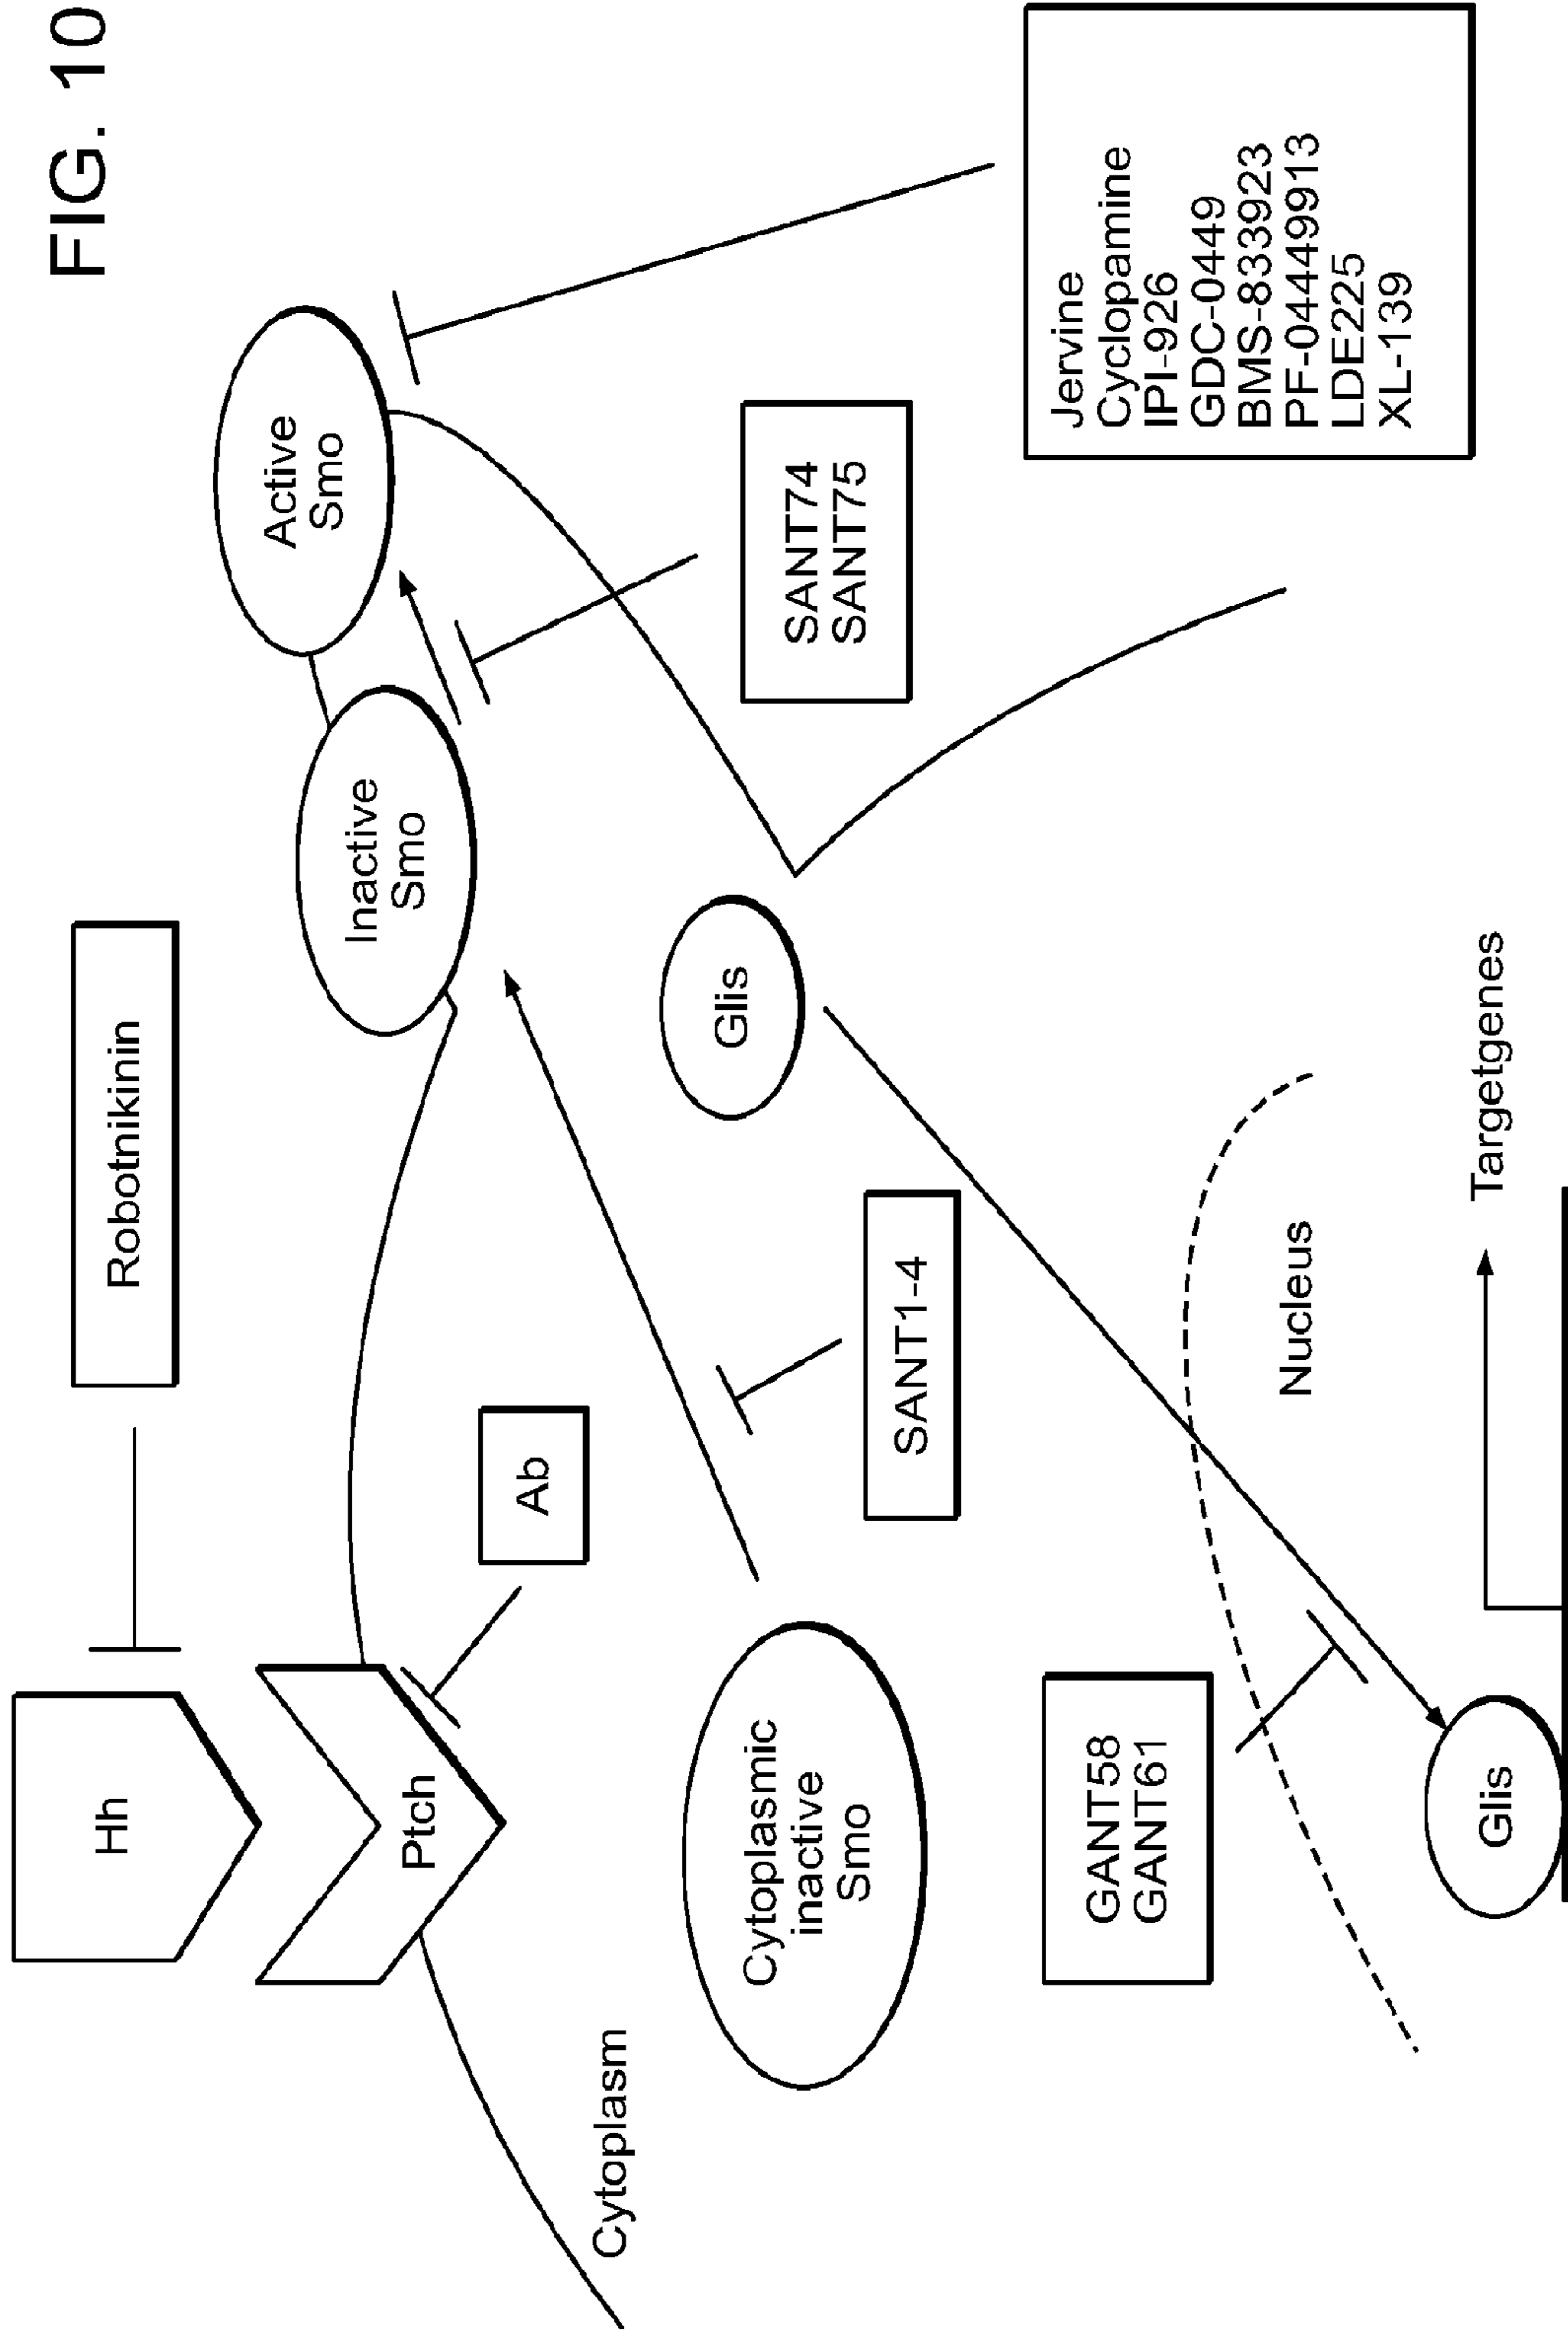 FIG. 10
Hh
Robotnikinin
Ptch
Ab
Inactive
Smo
Active
Smo
Cytoplasm
Cytoplasmic
inactive
Smo
SANT1-4
Glis
SANT74
SANT75
GANT58
GANT61
Nucleus
Jervine
Cyclopamine
IPI-926
GDC-0449
BMS-833923
PF-04449913
LDE225
XL-139
Glis
Targetgenes